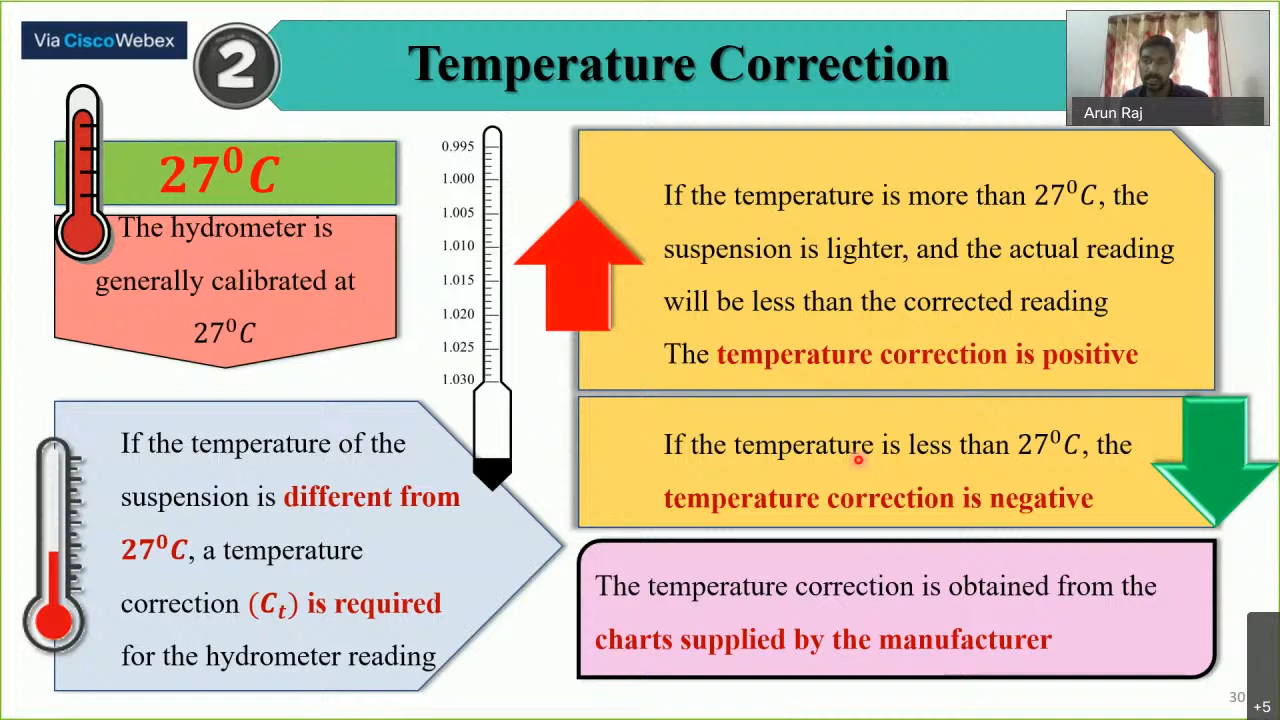 Via CiscoWebex
2
Temperature Correction
Arun Raj
27⁰C
The hydrometer is
generally calibrated at
27⁰C
0.995
1.000
1.005
1.010
1.015
1.020
1.025
1.030
If the temperature of the
suspension is different from
27⁰C, a temperature
correction (Cₜ) is required
for the hydrometer reading
If the temperature is more than 27⁰C, the
suspension is lighter, and the actual reading
will be less than the corrected reading
The temperature correction is positive
If the temperature is less than 27⁰C, the
temperature correction is negative
The temperature correction is obtained from the
charts supplied by the manufacturer
30
+5